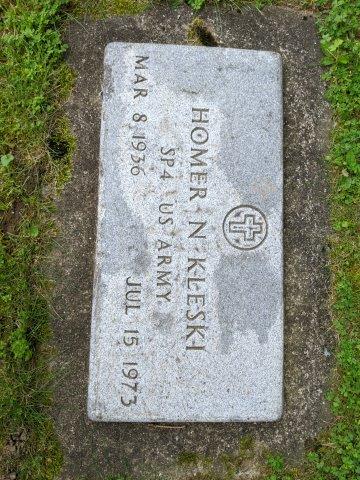 HOMER N KLESKI
SP4 US ARMY
MAR 8 1936 JUL 15 1973